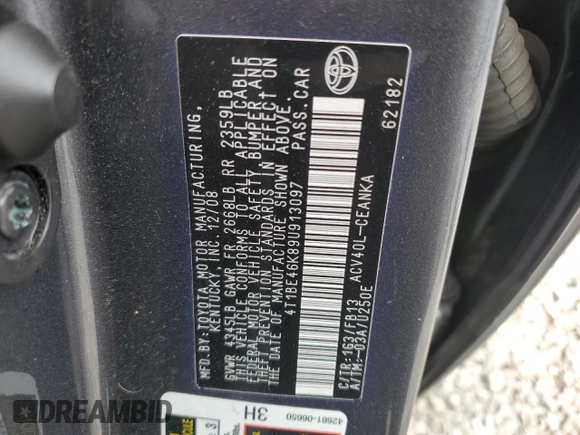 MFD.BY:TOYOTA MOTOR MANUFACTURING,
KENTUCKY, INC. 12/08
GVWR 4345LB GAWR FR 2668LB RR 2359LB
THIS VEHICLE CONFORMS TO ALL APPLICABLE
FEDERAL MOTOR VEHICLE SAFETY, BUMPER, AND
THEFT PREVENTION STANDARDS IN EFFECT ON
THE DATE OF MANUFACTURE SHOWN ABOVE.
4T1BE46K89U913097 PASS.CAR
C/TR:1G3/FB13 ACV40L-CEANKA
A/TM:-03A/U250E
62182
42661-06650
3H
DREAMBID